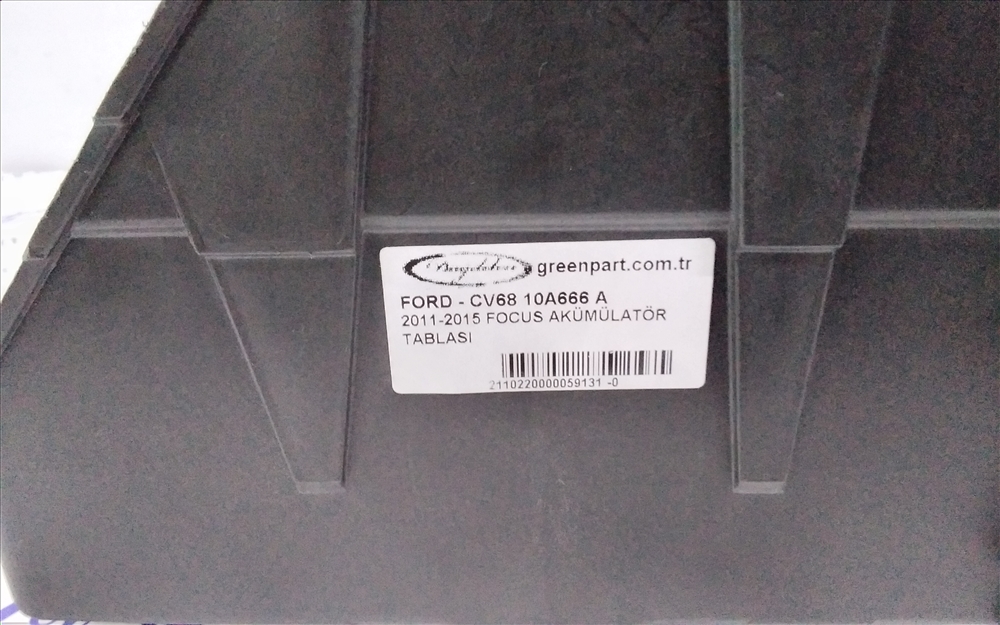 greenpart.com.tr
FORD - CV68 10A666 A
2011-2015 FOCUS AKÜMÜLATÖR
TABLASI
2110220000059131 -0